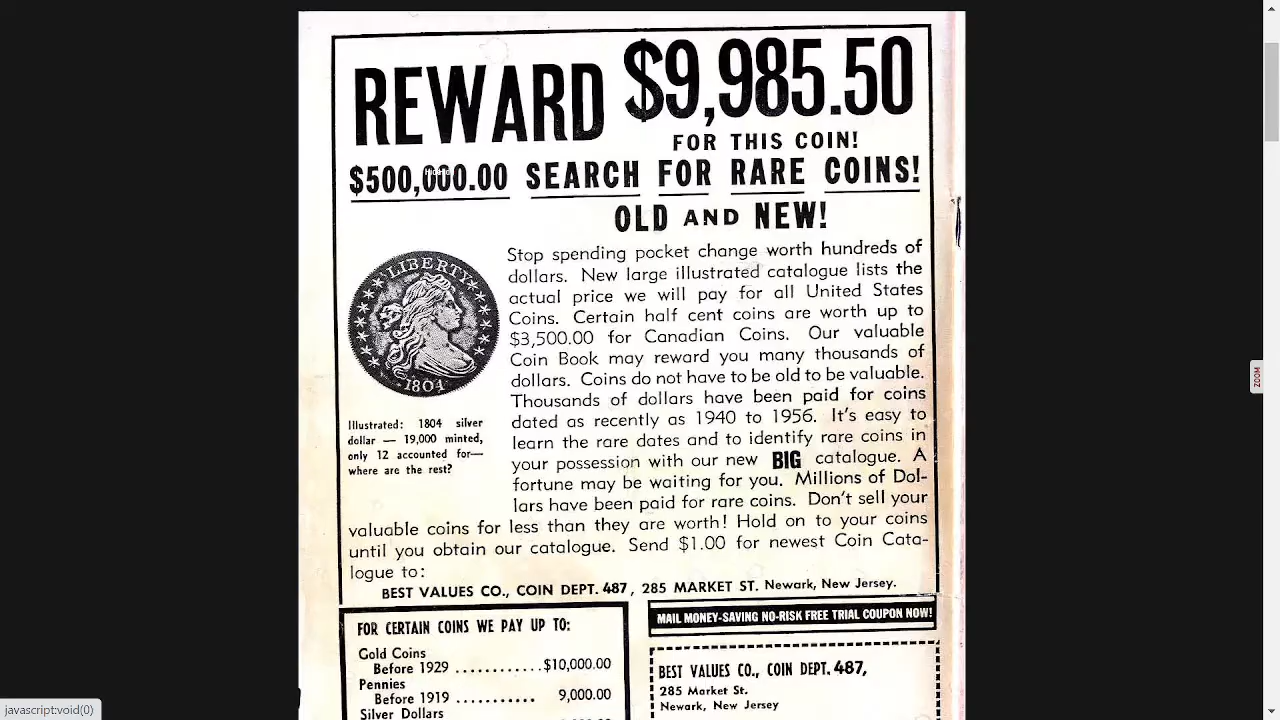 REWARD $9,985.50
FOR THIS COIN!
$500,000.00 SEARCH FOR RARE COINS!
OLD AND NEW!
LIBERTY
1804
Illustrated: 1804 silver
dollar — 19,000 minted,
only 12 accounted for—
where are the rest?
Stop spending pocket change worth hundreds of
dollars. New large illustrated catalogue lists the
actual price we will pay for all United States
Coins. Certain half cent coins are worth up to
$3,500.00 for Canadian Coins. Our valuable
Coin Book may reward you many thousands of
dollars. Coins do not have to be old to be valuable.
Thousands of dollars have been paid for coins
dated as recently as 1940 to 1956. It's easy to
learn the rare dates and to identify rare coins in
your possession with our new BIG catalogue. A
fortune may be waiting for you. Millions of Dol-
lars have been paid for rare coins. Don't sell your
valuable coins for less than they are worth! Hold on to your coins
until you obtain our catalogue. Send $1.00 for newest Coin Cata-
logue to:
BEST VALUES CO., COIN DEPT. 487, 285 MARKET ST. Newark, New Jersey.
FOR CERTAIN COINS WE PAY UP TO:
Gold Coins
Before 1929 ............$10,000.00
Pennies
Before 1919 ........... 9,000.00
Silver Dollars
MAIL MONEY-SAVING NO-RISK FREE TRIAL COUPON NOW!
BEST VALUES CO., COIN DEPT. 487,
285 Market St.
Newark, New Jersey
ZOOM
javascript:void(0)